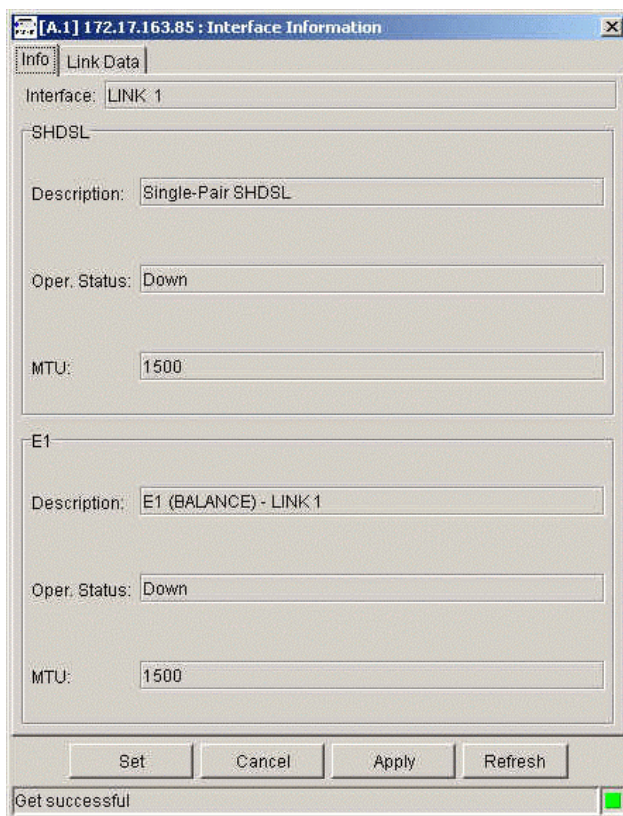 [A.1] 172.17.163.85 : Interface Information
Info Link Data
Interface: LINK 1
SHDSL
Description: Single-Pair SHDSL
Oper. Status: Down
MTU: 1500
E1
Description: E1 (BALANCE) - LINK 1
Oper. Status: Down
MTU: 1500
Set Cancel Apply Refresh
Get successful